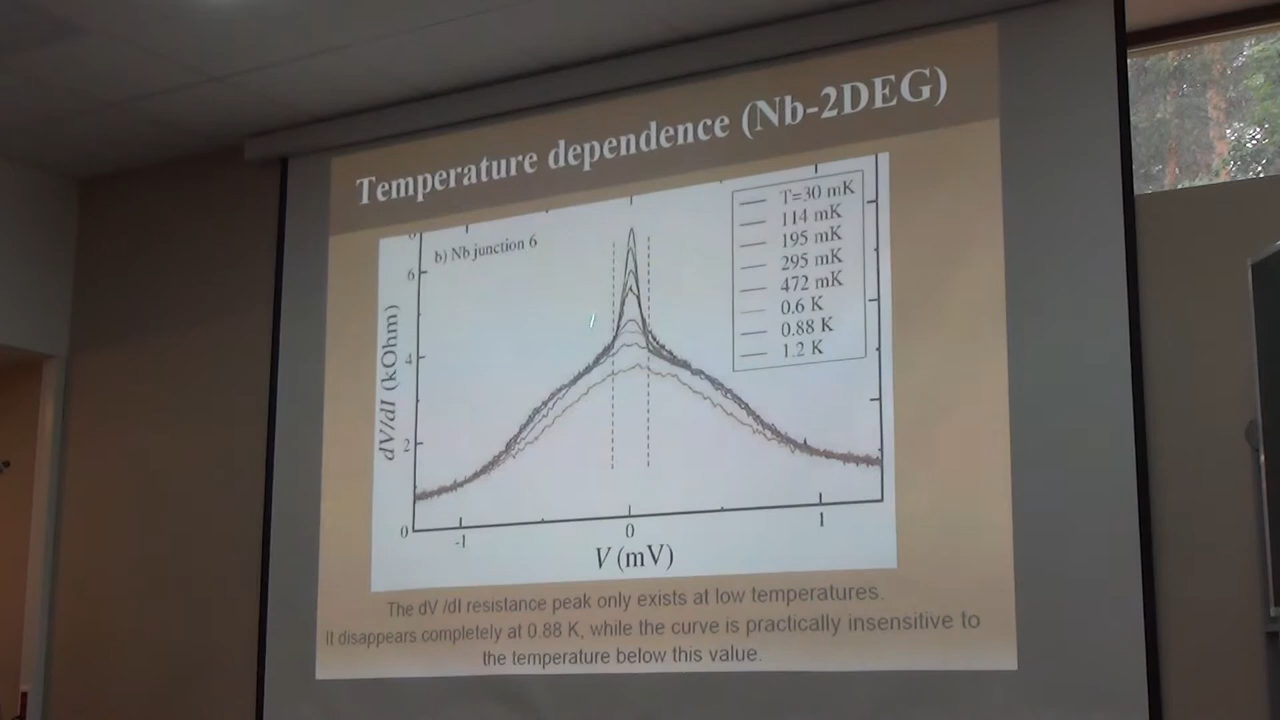 Temperature dependence (Nb-2DEG)
b) Nb junction 6
T=30 mK
114 mK
195 mK
295 mK
472 mK
0.6 K
0.88 K
1.2 K
dV/dI (kOhm)
6
4
2
0
-1
0
1
V (mV)
The dV /dI resistance peak only exists at low temperatures.
It disappears completely at 0.88 K, while the curve is practically insensitive to
the temperature below this value.